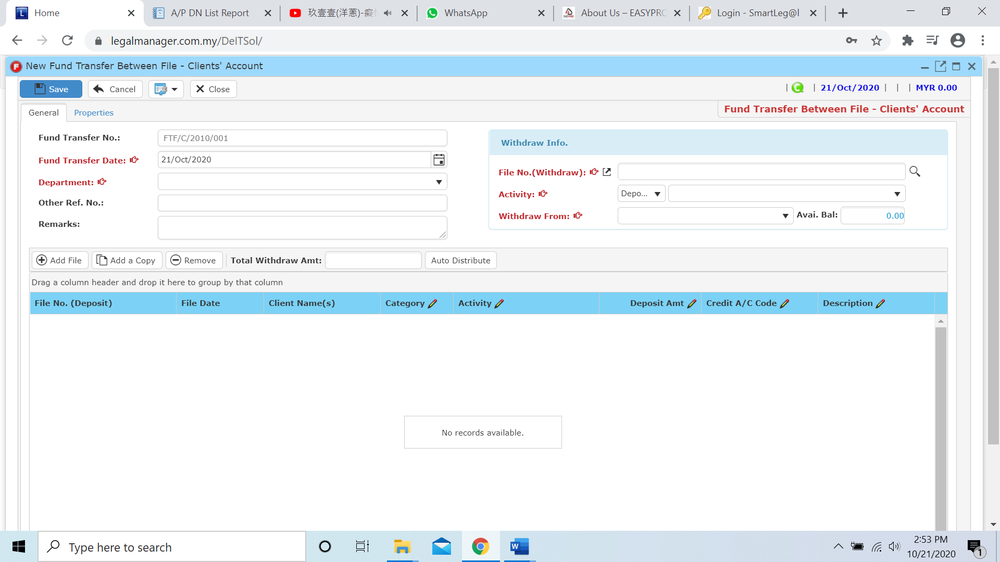 Home
A/P DN List Report
玖壹壹(洋蔥)-癡
WhatsApp
About Us – EASYPRO
Login - SmartLeg@l
legalmanager.com.my/DeITSol/
New Fund Transfer Between File - Clients' Account
Save
Cancel
Close
| | 21/Oct/2020 | | | MYR 0.00
General
Properties
Fund Transfer Between File - Clients' Account
Fund Transfer No.:
FTF/C/2010/001
Fund Transfer Date:
21/Oct/2020
Department:
Other Ref. No.:
Remarks:
Withdraw Info.
File No.(Withdraw):
Activity:
Depo...
Withdraw From:
Avai. Bal:
0.00
Add File
Add a Copy
Remove
Total Withdraw Amt:
Auto Distribute
Drag a column header and drop it here to group by that column
File No. (Deposit)
File Date
Client Name(s)
Category
Activity
Deposit Amt
Credit A/C Code
Description
No records available.
Type here to search
2:53 PM
10/21/2020
1